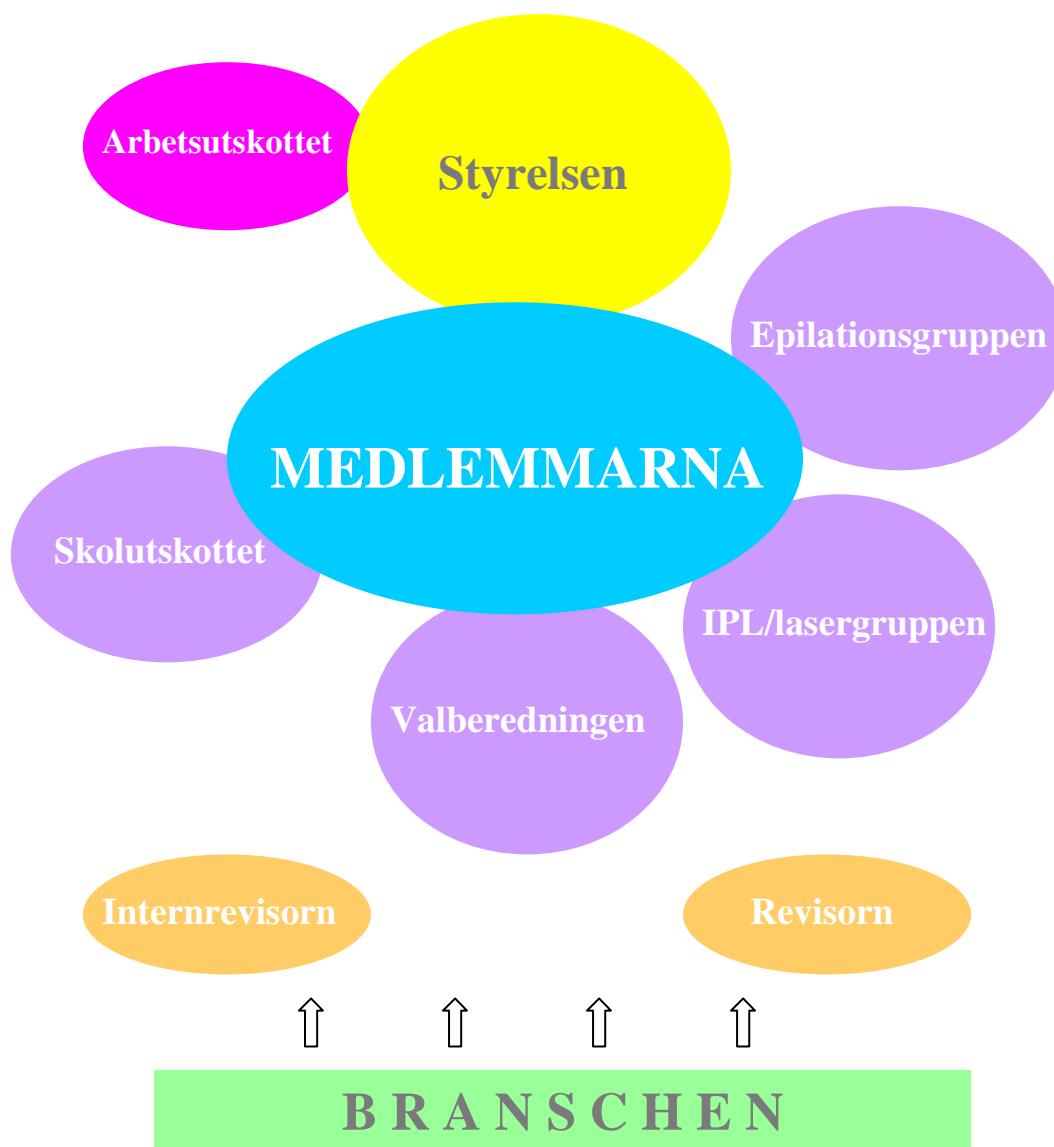 Arbetsutskottet
Styrelsen
Epilationsgruppen
MEDLEMMARNA
Skolutskottet
IPL/lasergruppen
Valberedningen
Internrevisorn
Revisorn
B R A N S C H E N